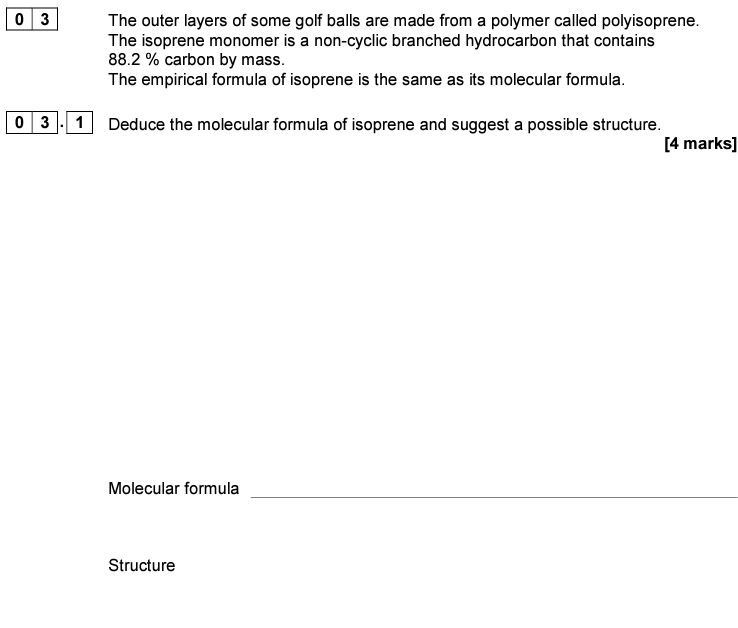 0 3 The outer layers of some golf balls are made from a polymer called polyisoprene.
The isoprene monomer is a non-cyclic branched hydrocarbon that contains
88.2 % carbon by mass.
The empirical formula of isoprene is the same as its molecular formula.
0 3 . 1 Deduce the molecular formula of isoprene and suggest a possible structure.
[4 marks]
Molecular formula
Structure